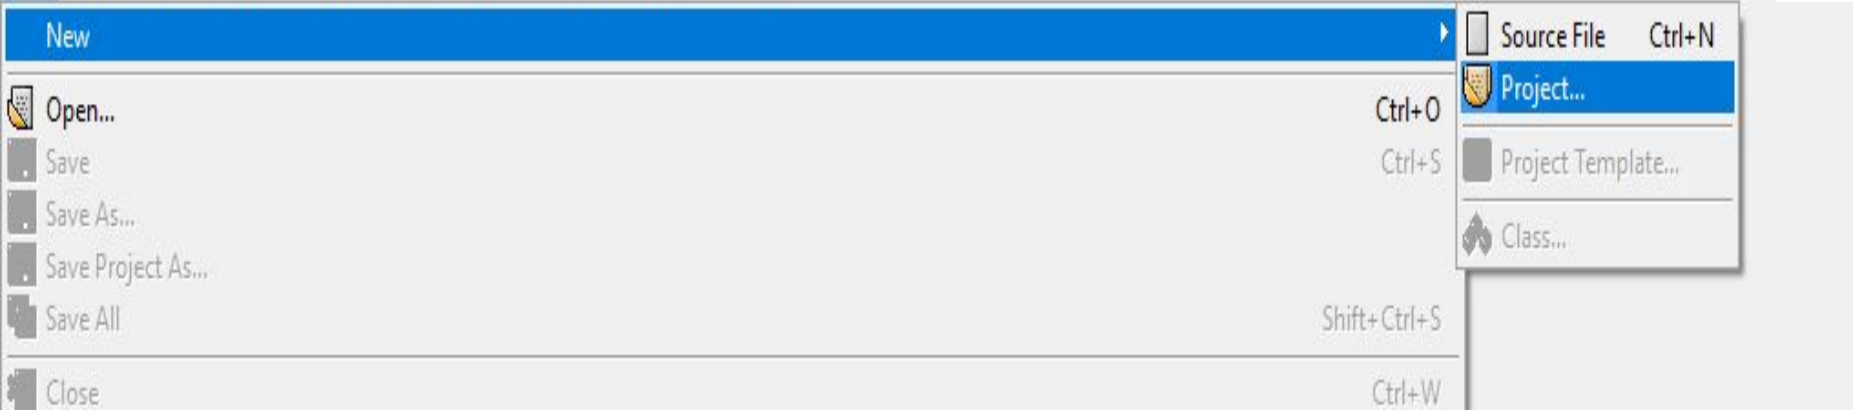 New
Open... Ctrl+O
Save Ctrl+S
Save As...
Save Project As...
Save All Shift+Ctrl+S
Close Ctrl+W
Source File Ctrl+N
Project...
Project Template...
Class...